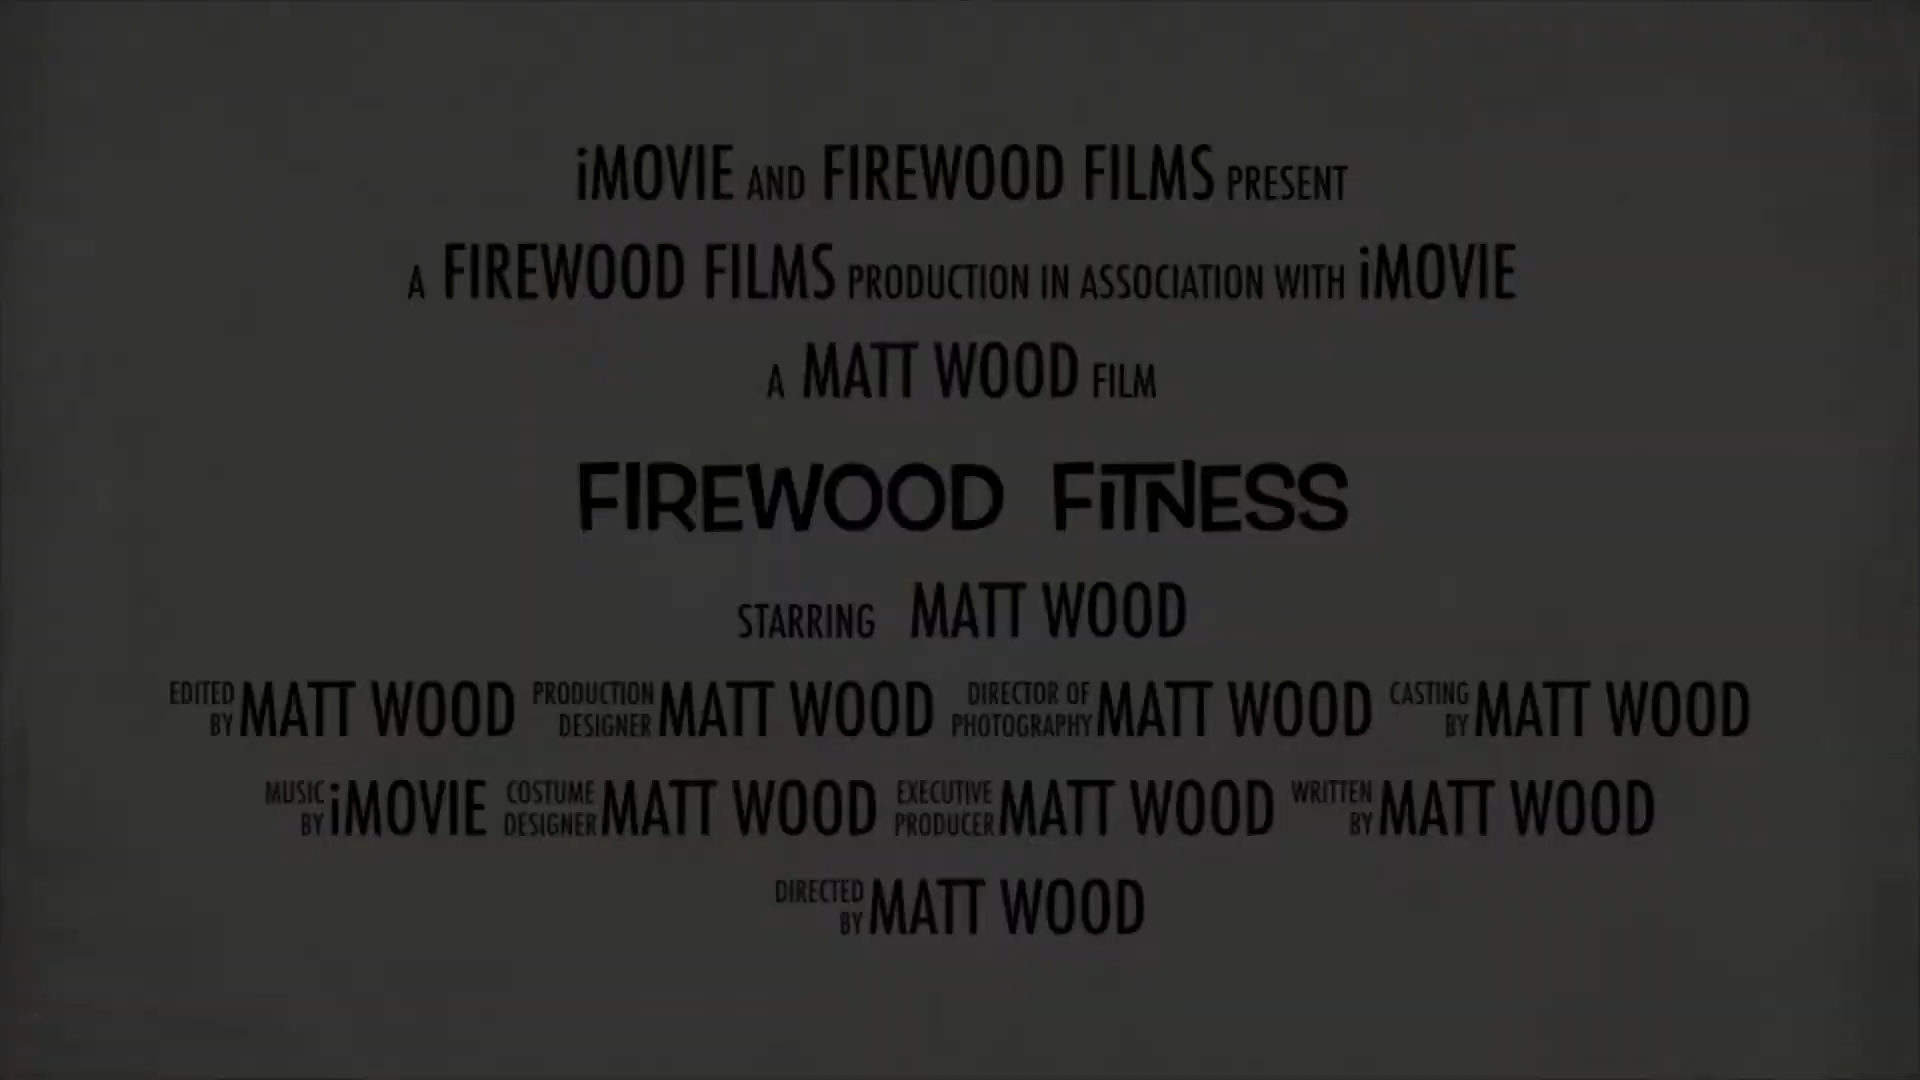 iMOVIE AND FIREWOOD FILMS PRESENT
A FIREWOOD FILMS PRODUCTION IN ASSOCIATION WITH iMOVIE
A MATT WOOD FILM
FIREWOOD FiTNESS
STARRING MATT WOOD
EDITED BY MATT WOOD PRODUCTION DESIGNER MATT WOOD DIRECTOR OF PHOTOGRAPHY MATT WOOD CASTING BY MATT WOOD
MUSIC BY iMOVIE COSTUME DESIGNER MATT WOOD EXECUTIVE PRODUCER MATT WOOD WRITTEN BY MATT WOOD
DIRECTED BY MATT WOOD